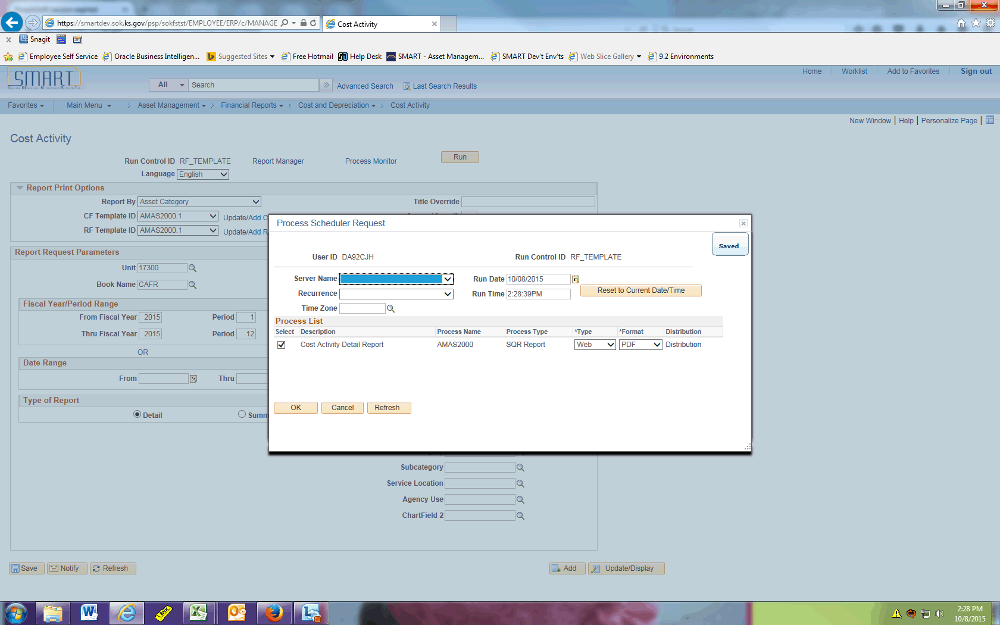 https://smartdev.sok.ks.gov/psp/sokfstst/EMPLOYEE/ERP/c/MANAGE
Cost Activity
Snagit
Employee Self Service
Oracle Business Intelligen...
Suggested Sites
Free Hotmail
Help Desk
SMART - Asset Managem...
SMART Dev't Env'ts
Web Slice Gallery
9.2 Environments
SMART
All
Search
Advanced Search
Last Search Results
Home
Worklist
Add to Favorites
Sign out
Favorites
Main Menu
Asset Management
Financial Reports
Cost and Depreciation
Cost Activity
New Window | Help | Personalize Page |
Cost Activity
Run Control ID RF_TEMPLATE
Report Manager
Process Monitor
Run
Language English
Report Print Options
Report By Asset Category
Title Override
CF Template ID AMAS2000.1
Update/Add C
RF Template ID AMAS2000.1
Update/Add R
Report Request Parameters
Unit 17300
Book Name CAFR
Fiscal Year/Period Range
From Fiscal Year 2015
Period 1
Thru Fiscal Year 2015
Period 12
OR
Date Range
From
Thru
Type of Report
Detail
Summ
Process Scheduler Request
Saved
User ID DA92CJH
Run Control ID RF_TEMPLATE
Server Name
Run Date 10/08/2015
Recurrence
Run Time 2:28:39PM
Reset to Current Date/Time
Time Zone
Process List
Select Description Process Name Process Type *Type *Format Distribution
Cost Activity Detail Report AMAS2000 SQR Report Web PDF Distribution
OK
Cancel
Refresh
Subcategory
Service Location
Agency Use
ChartField 2
Save
Notify
Refresh
Add
Update/Display
2:28 PM
10/8/2015